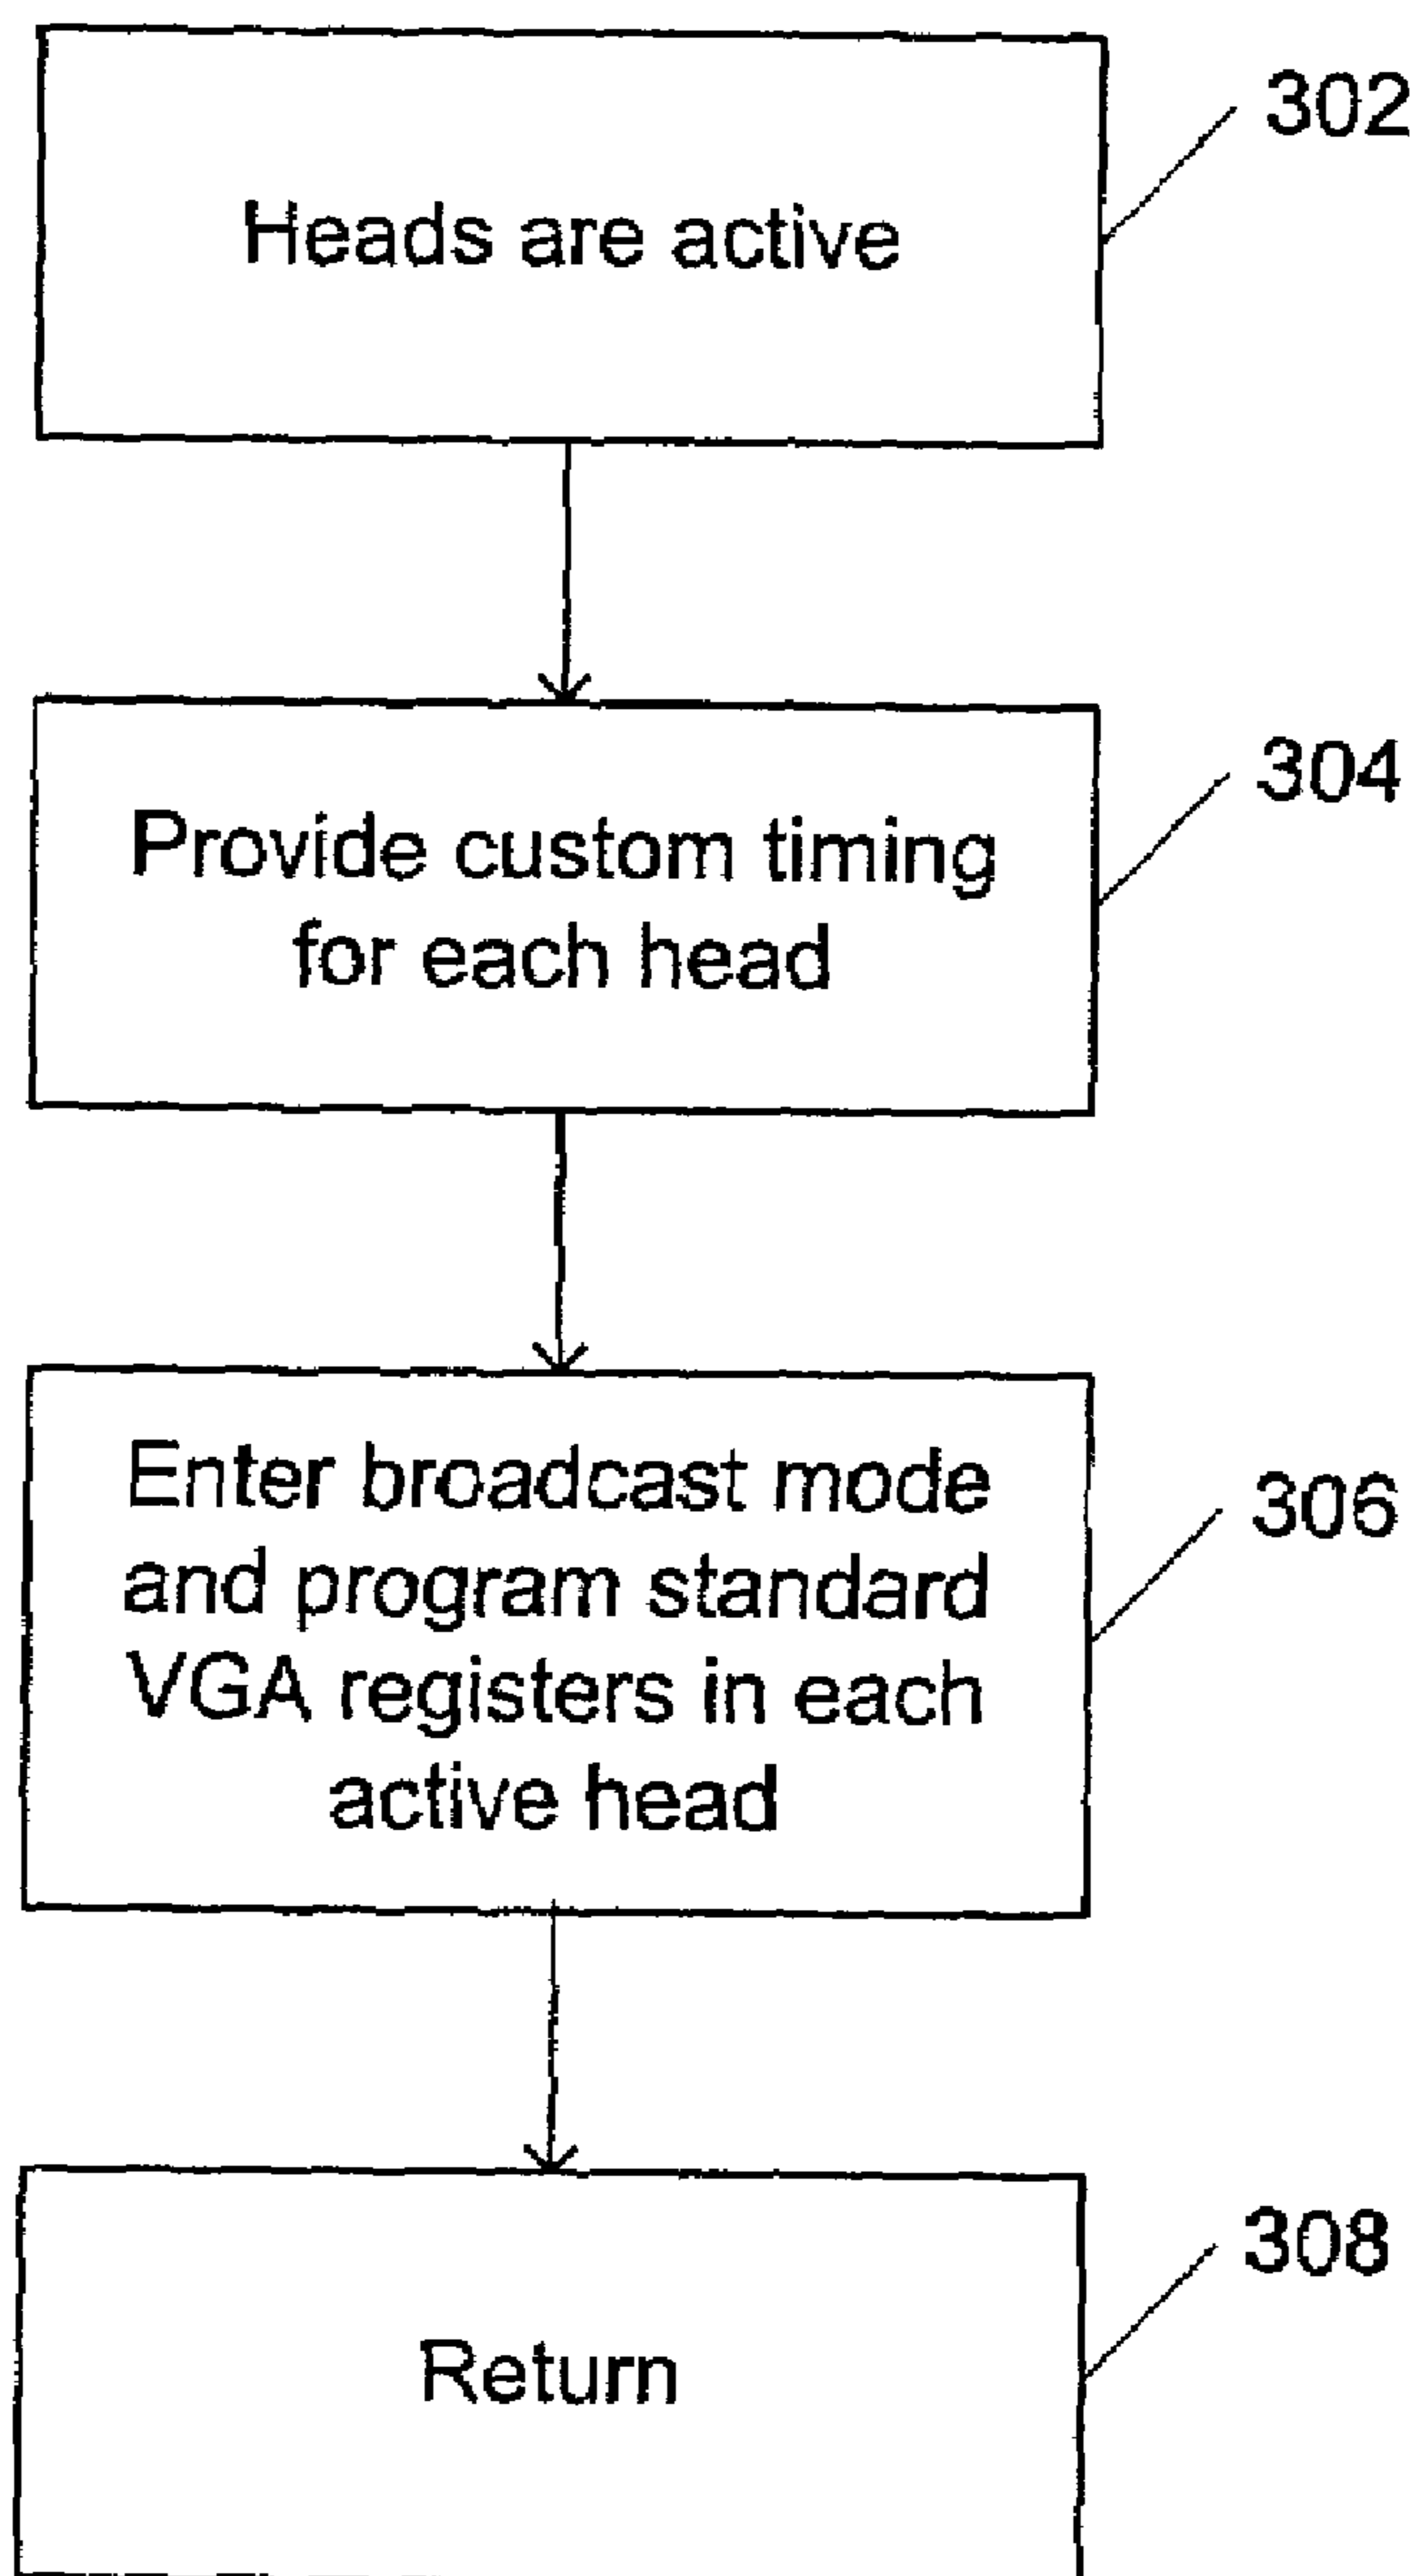 302
Heads are active
304
Provide custom timing
for each head
306
Enter broadcast mode
and program standard
VGA registers in each
active head
308
Return